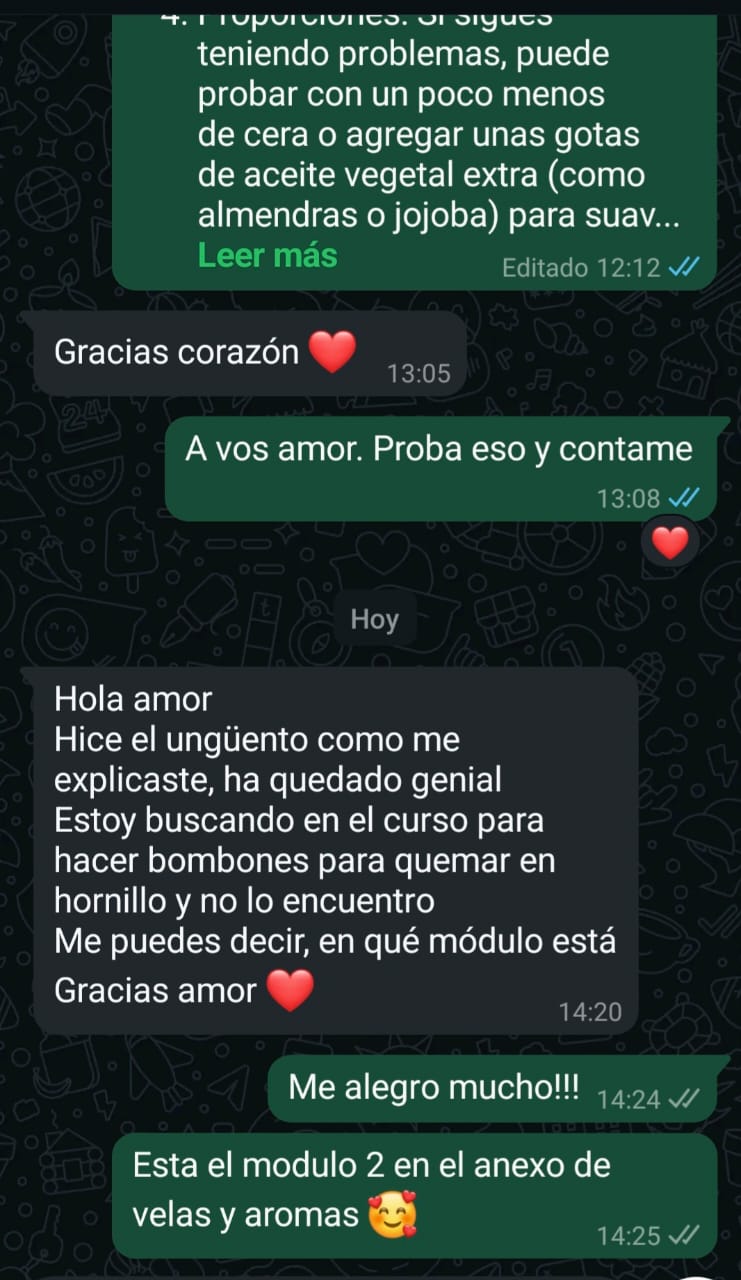 4. Proporciones: Si sigues
teniendo problemas, puede
probar con un poco menos
de cera o agregar unas gotas
de aceite vegetal extra (como
almendras o jojoba) para suav...
Leer más
Editado 12:12
Gracias corazón ❤️
13:05
A vos amor. Proba eso y contame
13:08
❤️
Hoy
Hola amor
Hice el ungüento como me
explicaste, ha quedado genial
Estoy buscando en el curso para
hacer bombones para quemar en
hornillo y no lo encuentro
Me puedes decir, en qué módulo está
Gracias amor ❤️
14:20
Me alegro mucho!!! 14:24
Esta el modulo 2 en el anexo de
velas y aromas 🥰
14:25